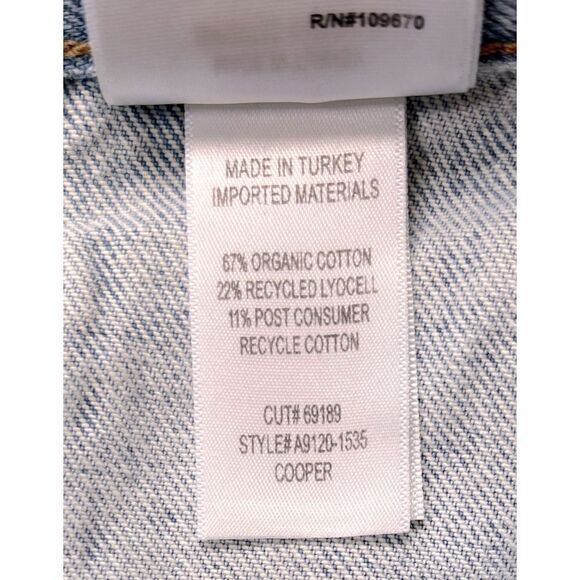 R/N#109670
MADE IN TURKEY
IMPORTED MATERIALS
67% ORGANIC COTTON
22% RECYCLED LYOCELL
11% POST CONSUMER
RECYCLE COTTON
CUT# 69189
STYLE# A9120-1535
COOPER